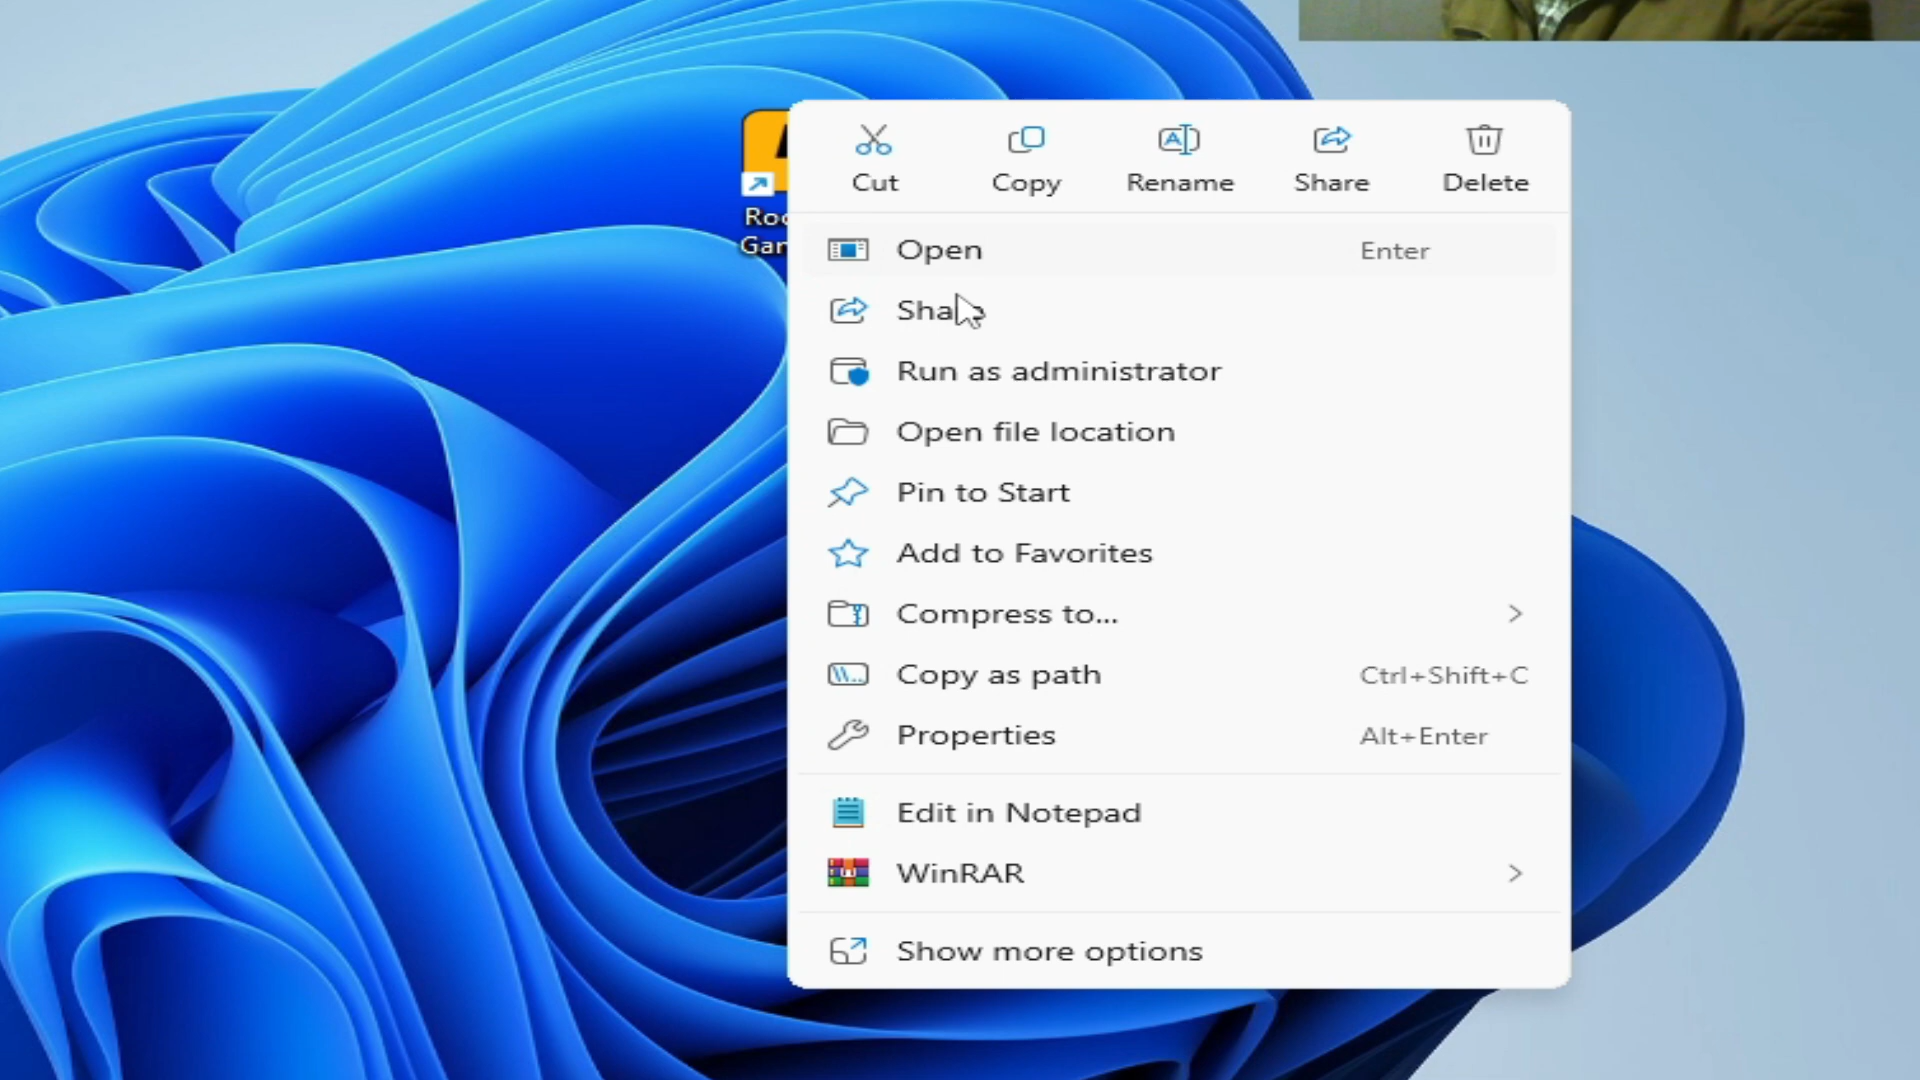 Cut
Copy
Rename
Share
Delete
Open
Enter
Run as administrator
Open file location
Pin to Start
Add to Favorites
Compress to...
Copy as path
Ctrl+Shift+C
Properties
Alt+Enter
Edit in Notepad
WinRAR
Show more options